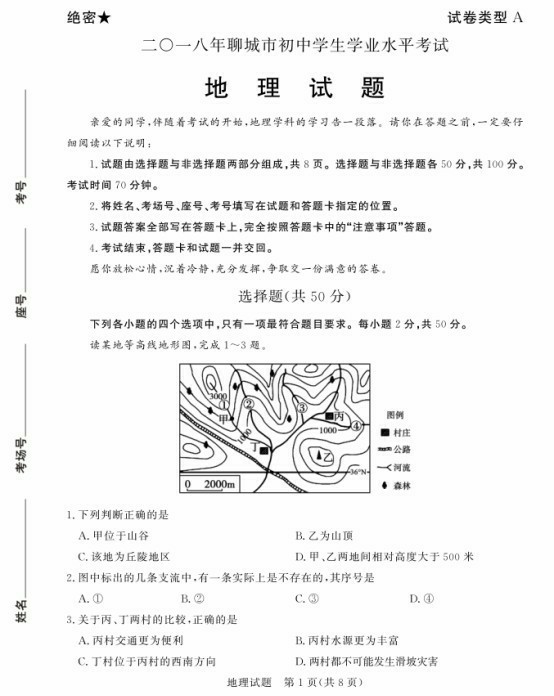 绝密★ 试卷类型 A
二〇一八年聊城市初中学生学业水平考试
地 理 试 题
亲爱的同学,伴随着考试的开始,地理学科的学习告一段落。请你在答题之前,一定要仔
细阅读以下说明:
1.试题由选择题与非选择题两部分组成,共 8 页。选择题与非选择题各 50 分,共 100 分。
考试时间 70 分钟。
2.将姓名、考场号、座号、考号填写在试题和答题卡指定的位置。
3.试题答案全部写在答题卡上,完全按照答题卡中的“注意事项”答题。
4.考试结束,答题卡和试题一并交回。
愿你放松心情,沉着冷静,充分发挥,争取交一份满意的答卷。
选择题(共 50 分)
下列各小题的四个选项中,只有一项最符合题目要求。每小题 2 分,共 50 分。
读某地等高线地形图,完成 1～3 题。
3000
①
②
③
④
甲
丙
丁
乙
1000
1000
36°N
0 2000m
图例
村庄
公路
河流
森林
1.下列判断正确的是
A.甲位于山谷 B.乙为山顶
C.该地为丘陵地区 D.甲、乙两地间相对高度大于 500 米
2.图中标出的几条支流中,有一条实际上是不存在的,其序号是
A.① B.② C.③ D.④
3.关于丙、丁两村的比较,正确的是
A.丙村交通更为便利 B.丙村水源更为丰富
C.丁村位于丙村的西南方向 D.两村都不可能发生滑坡灾害
地理试题 第 1 页(共 8 页)
考号
座号
考场号
姓名